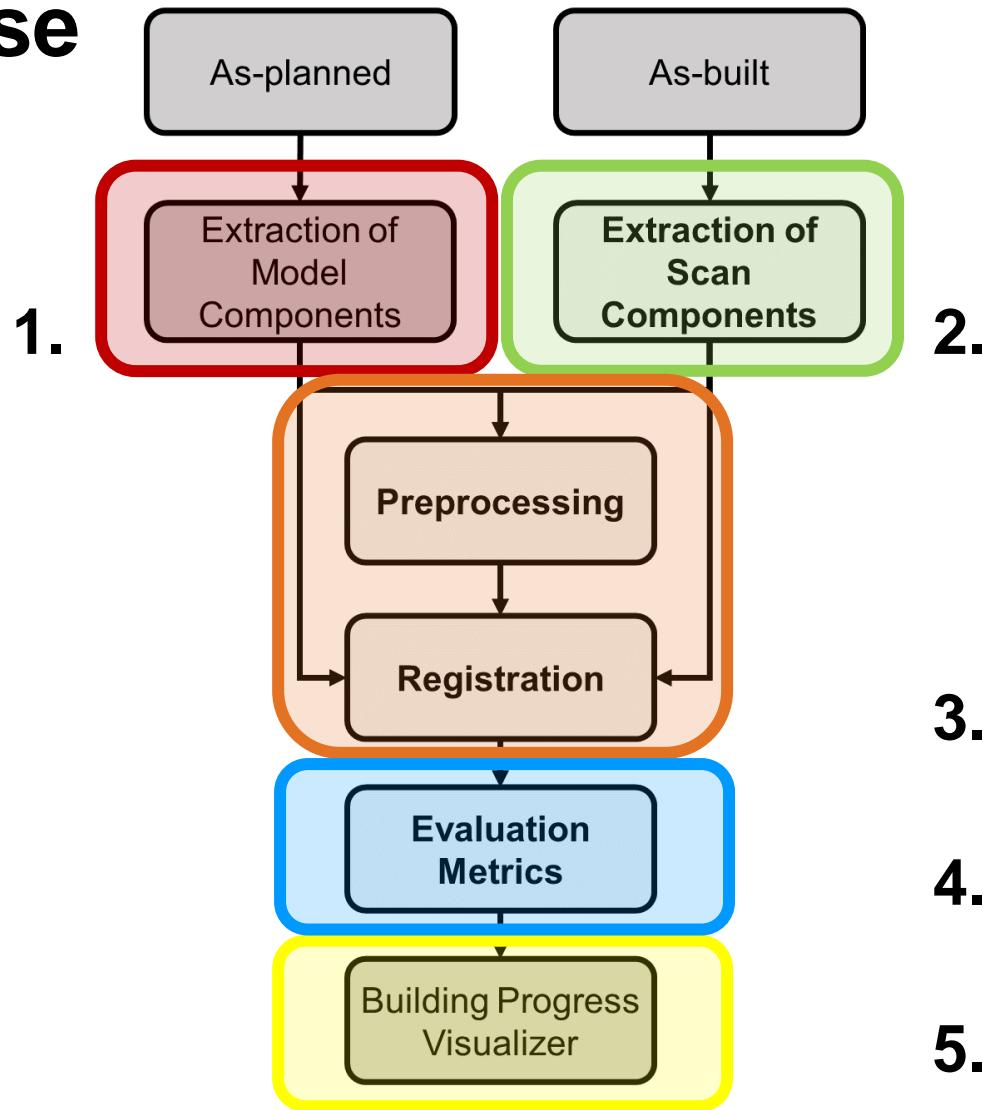 se
As-planned
As-built
Extraction of
Model
Components
Extraction of
Scan
Components
1.
2.
Preprocessing
Registration
3.
Evaluation
Metrics
4.
Building Progress
Visualizer
5.